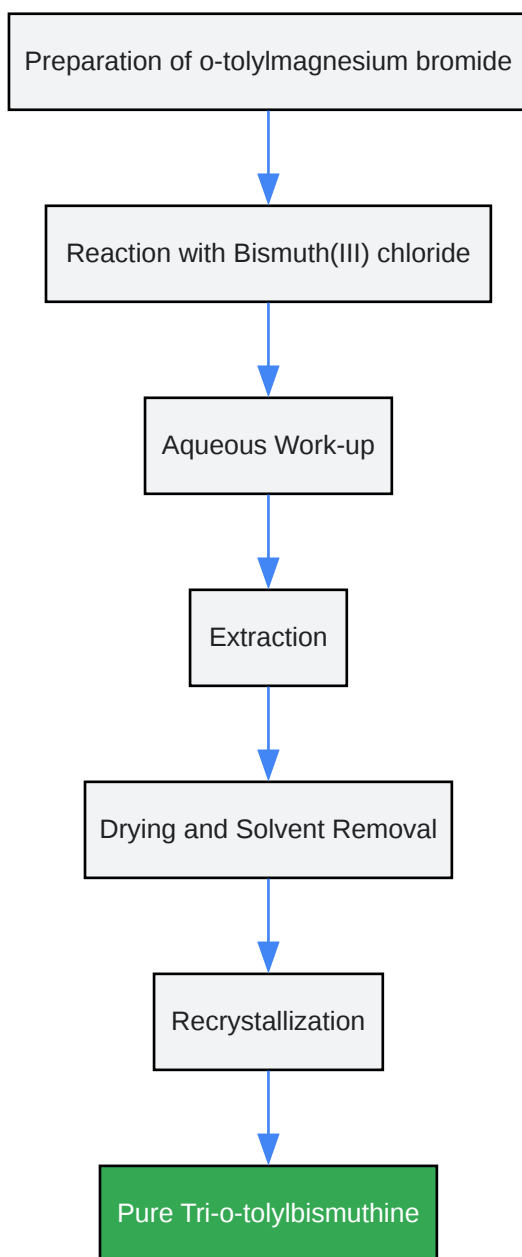 Preparation of o-tolylmagnesium bromide
Reaction with Bismuth(III) chloride
Aqueous Work-up
Extraction
Drying and Solvent Removal
Recrystallization
Pure Tri-o-tolylbismuthine